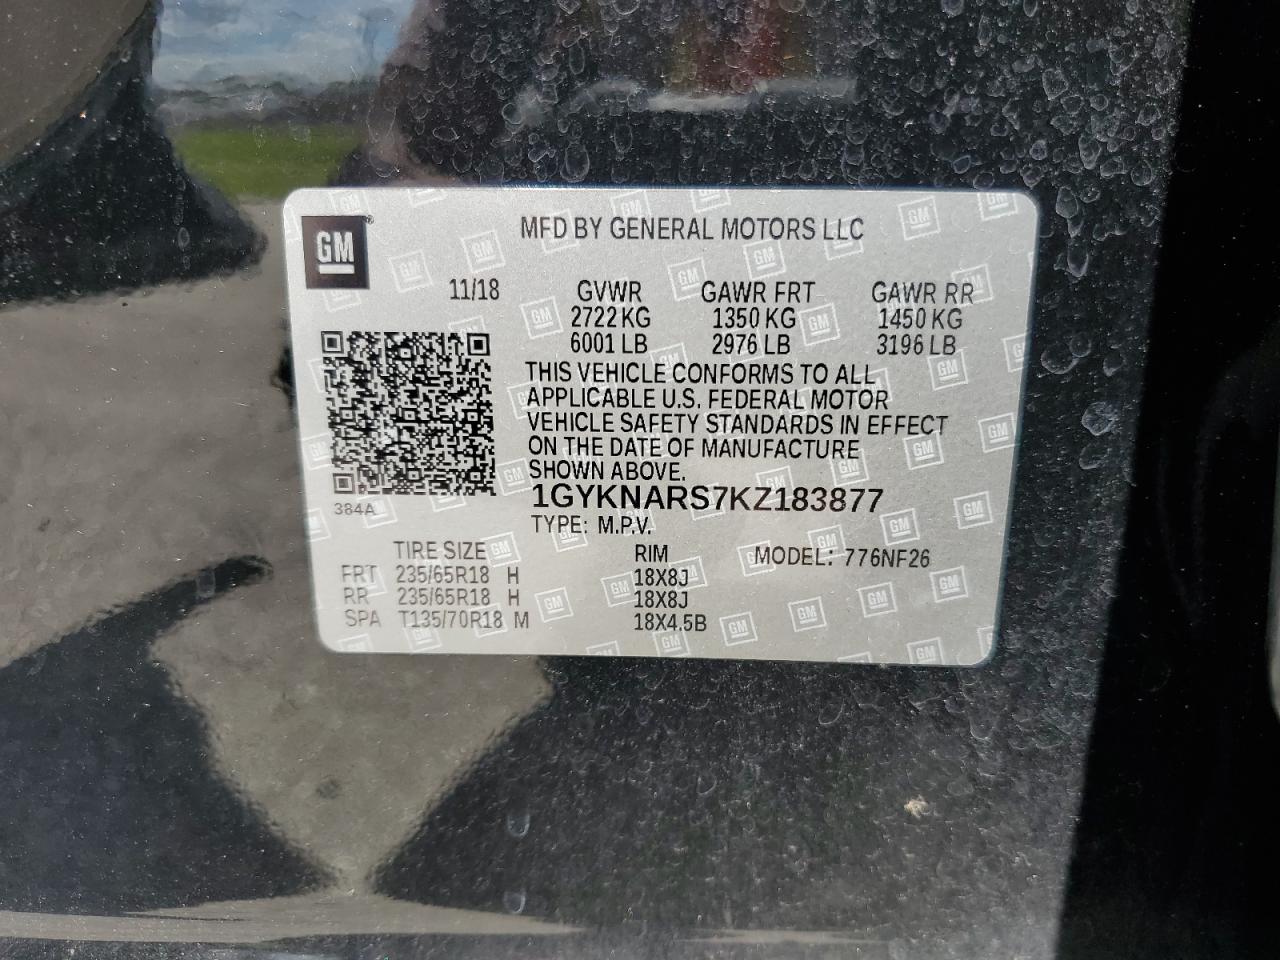 GM
MFD BY GENERAL MOTORS LLC
11/18 GVWR GAWR FRT GAWR RR
2722 KG 1350 KG 1450 KG
6001 LB 2976 LB 3196 LB
THIS VEHICLE CONFORMS TO ALL
APPLICABLE U.S. FEDERAL MOTOR
VEHICLE SAFETY STANDARDS IN EFFECT
ON THE DATE OF MANUFACTURE
SHOWN ABOVE.
384A
1GYKNARS7KZ183877
TYPE: M.P.V.
TIRE SIZE RIM MODEL: 776NF26
FRT 235/65R18 H 18X8J
RR 235/65R18 H 18X8J
SPA T135/70R18 M 18X4.5B